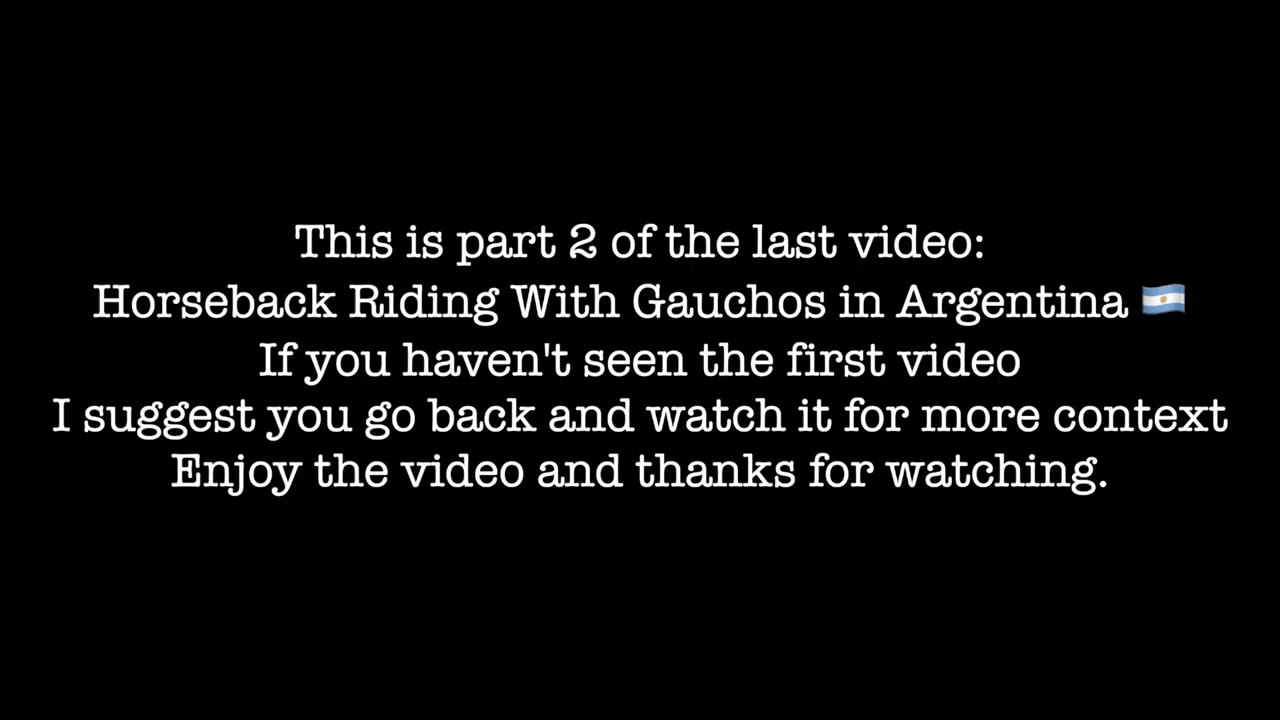 This is part 2 of the last video:
Horseback Riding With Gauchos in Argentina 🇦🇷
If you haven't seen the first video
I suggest you go back and watch it for more context
Enjoy the video and thanks for watching.